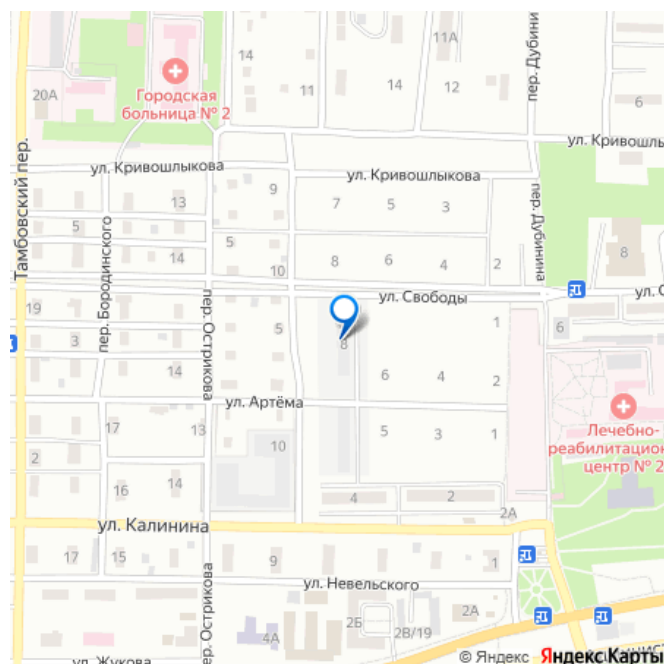 14
11А
пер. Дубини
14
12
11
20А
Городская
больница № 2
6
Тамбовский пер.
ул. Кривошлы
ул. Кривошлыкова
ул. Кривошлыкова
9
13
7
5
3
пер. Дубинина
5
5
8
пер. Бородинского
14
10
8
6
4
2
ул. Свободы
ул. С
19
пер. Острикова
5
1
6
3
8
6
4
2
ул. Артёма
17
13
5
3
1
Лечебно-
реабилитацион
центр № 2
10
2
16
14
4
2
2А
ул. Калинина
17
15
9
1
ул. Невельского
пер. Острикова
2Б
2А
4А
2В/19
ул. Жукова
© Яндекс Яндекс Карты